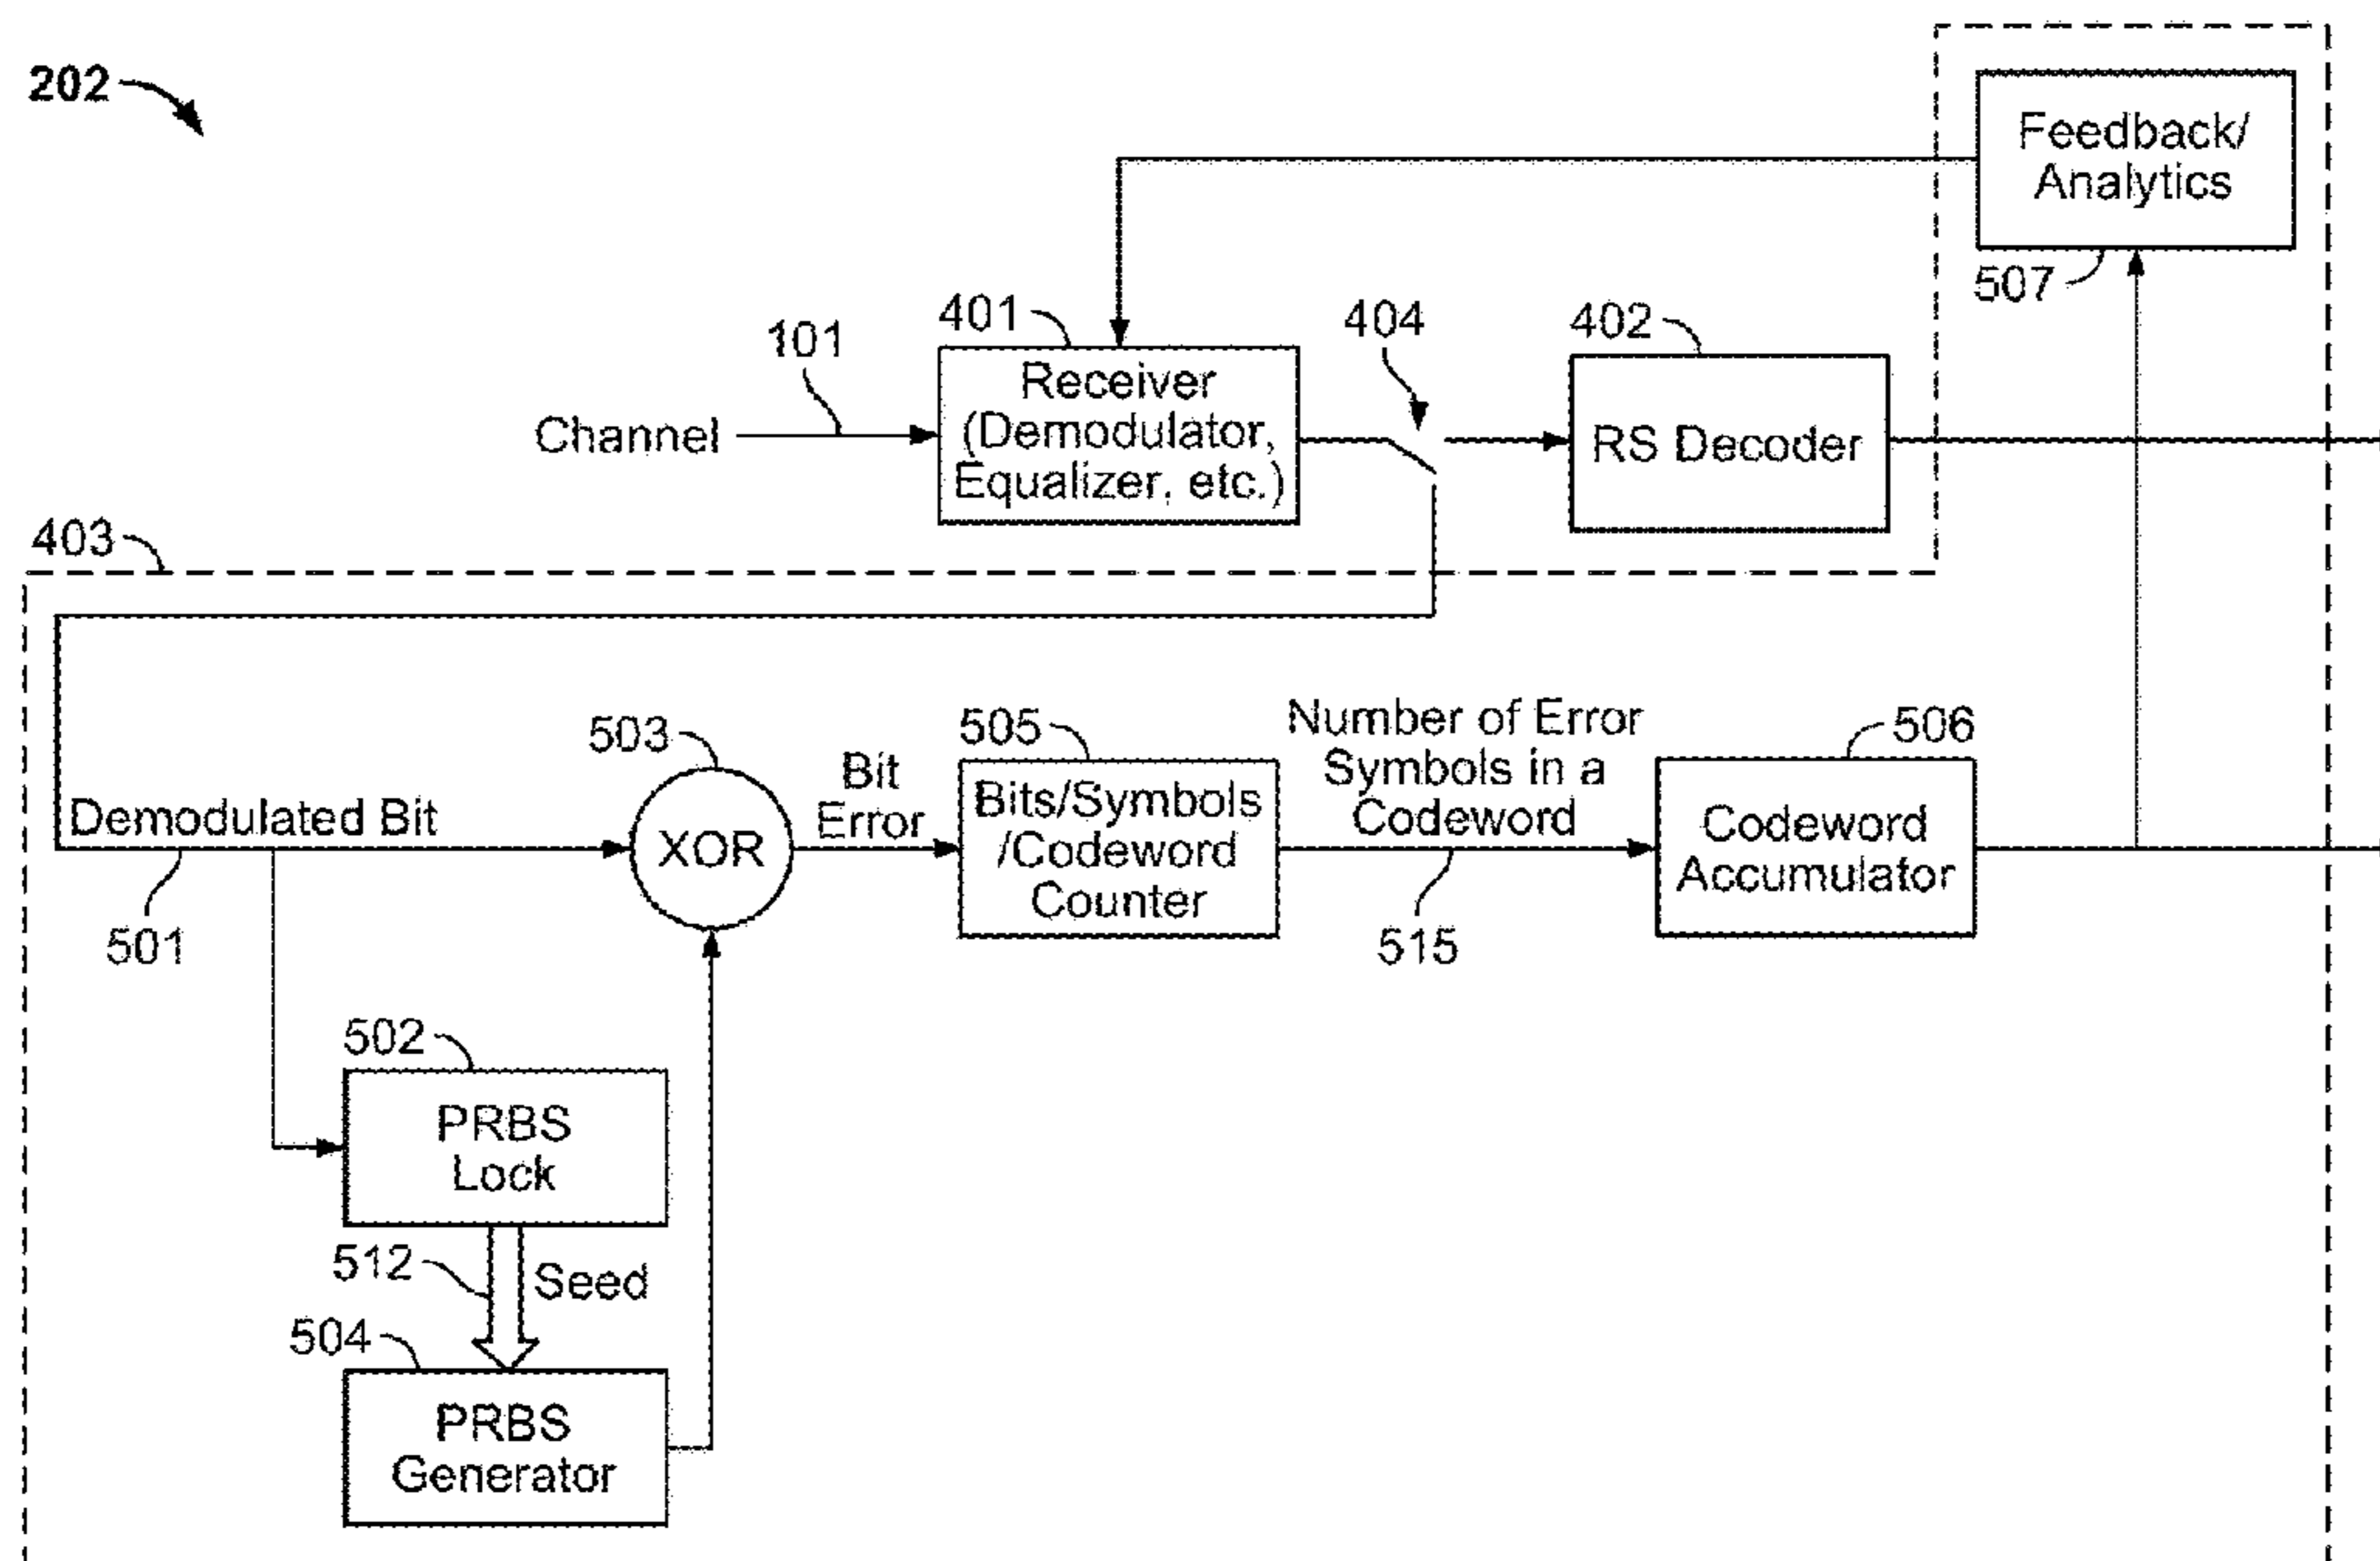 202
Feedback/
Analytics
507
401
404
402
101
Channel
Receiver
(Demodulator,
Equalizer, etc.)
RS Decoder
403
503
505
Number of Error
Symbols in a
Codeword
506
Bit
Error
Demodulated Bit
XOR
Bits/Symbols
/Codeword
Counter
Codeword
Accumulator
501
515
502
PRBS
Lock
512
Seed
504
PRBS
Generator